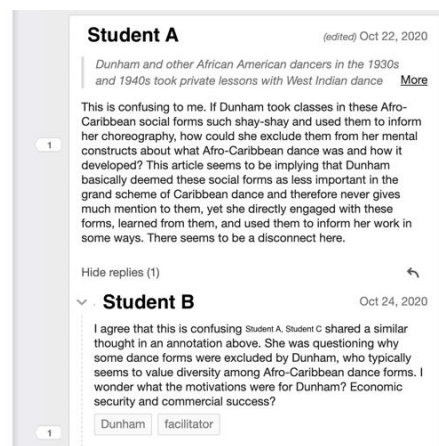 Student A
(edited) Oct 22, 2020
Dunham and other African American dancers in the 1930s
and 1940s took private lessons with West Indian dance More
This is confusing to me. If Dunham took classes in these Afro-
Caribbean social forms such shay-shay and used them to inform
her choreography, how could she exclude them from her mental
constructs about what Afro-Caribbean dance was and how it
developed? This article seems to be implying that Dunham
1
basically deemed these social forms as less important in the
grand scheme of Caribbean dance and therefore never gives
much mention to them, yet she directly engaged with these
forms, learned from them, and used them to inform her work in
some ways. There seems to be a disconnect here.
Hide replies (1)
Student B
Oct 24, 2020
I agree that this is confusing Student A, Student C shared a similar
thought in an annotation above. She was questioning why
some dance forms were excluded by Dunham, who typically
seems to value diversity among Afro-Caribbean dance forms. I
wonder what the motivations were for Dunham? Economic
security and commercial success?
Dunham facilitator
1